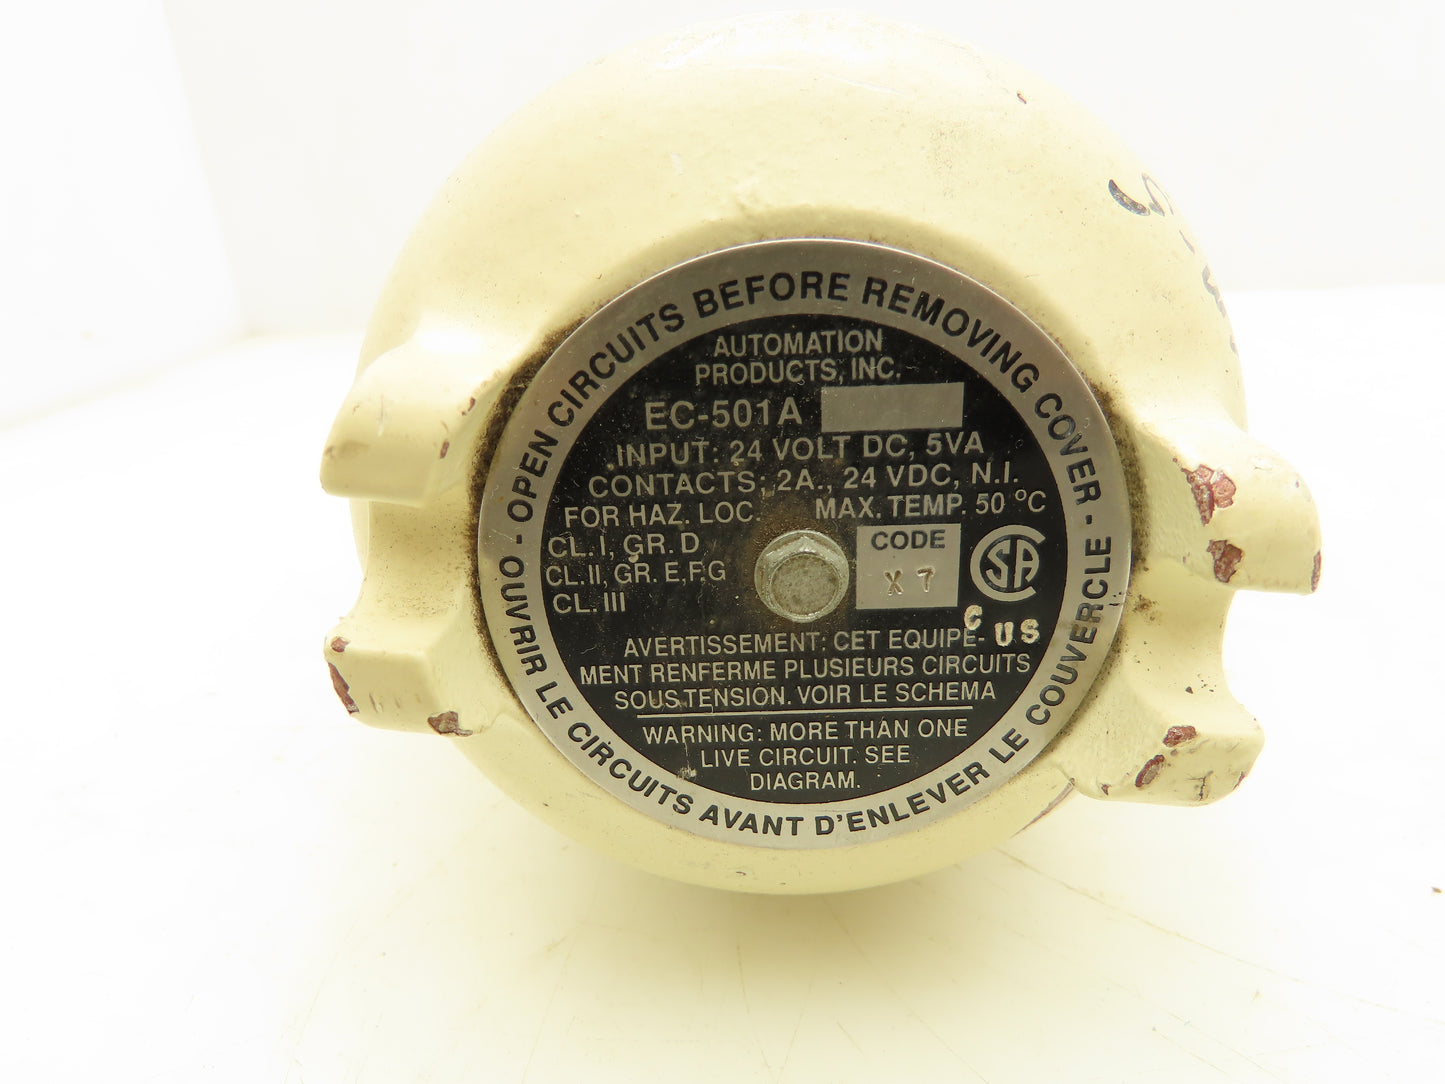 - OPEN CIRCUITS BEFORE REMOVING COVER -
AUTOMATION
PRODUCTS, INC.
EC-501A
INPUT: 24 VOLT DC, 5VA
CONTACTS: 2A., 24 VDC, N.I.
FOR HAZ. LOC. MAX. TEMP. 50 °C
CL. I, GR. D
CL. II, GR. E,F,G
CL. III
CODE
X 7
SA
C US
AVERTISSEMENT: CET EQUIPE-
MENT RENFERME PLUSIEURS CIRCUITS
SOUS TENSION. VOIR LE SCHEMA
WARNING: MORE THAN ONE
LIVE CIRCUIT. SEE
DIAGRAM.
OUVRIR LE CIRCUITS AVANT D'ENLEVER LE COUVERCLE